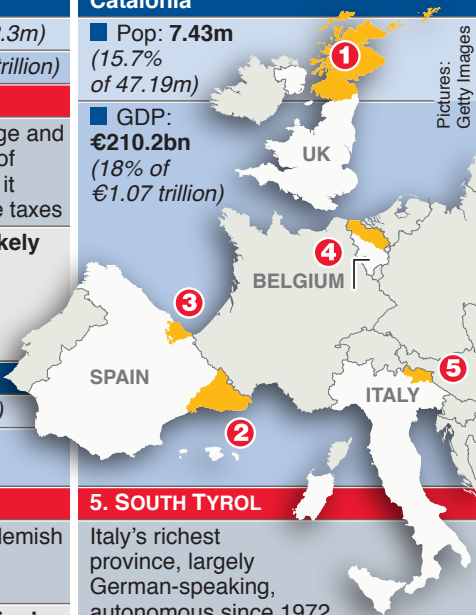 .3m)
rillion)
ge and
of
it
e taxes
kely
)
lemish
Catalonia
Pop: 7.43m
(15.7%
of 47.19m)
GDP:
€210.2bn
(18% of
€1.07 trillion)
Pictures:
Getty Images
1
UK
4
BELGIUM
3
SPAIN
2
5
ITALY
5. SOUTH TYROL
Italy's richest
province, largely
German-speaking,
autonomous since 1972